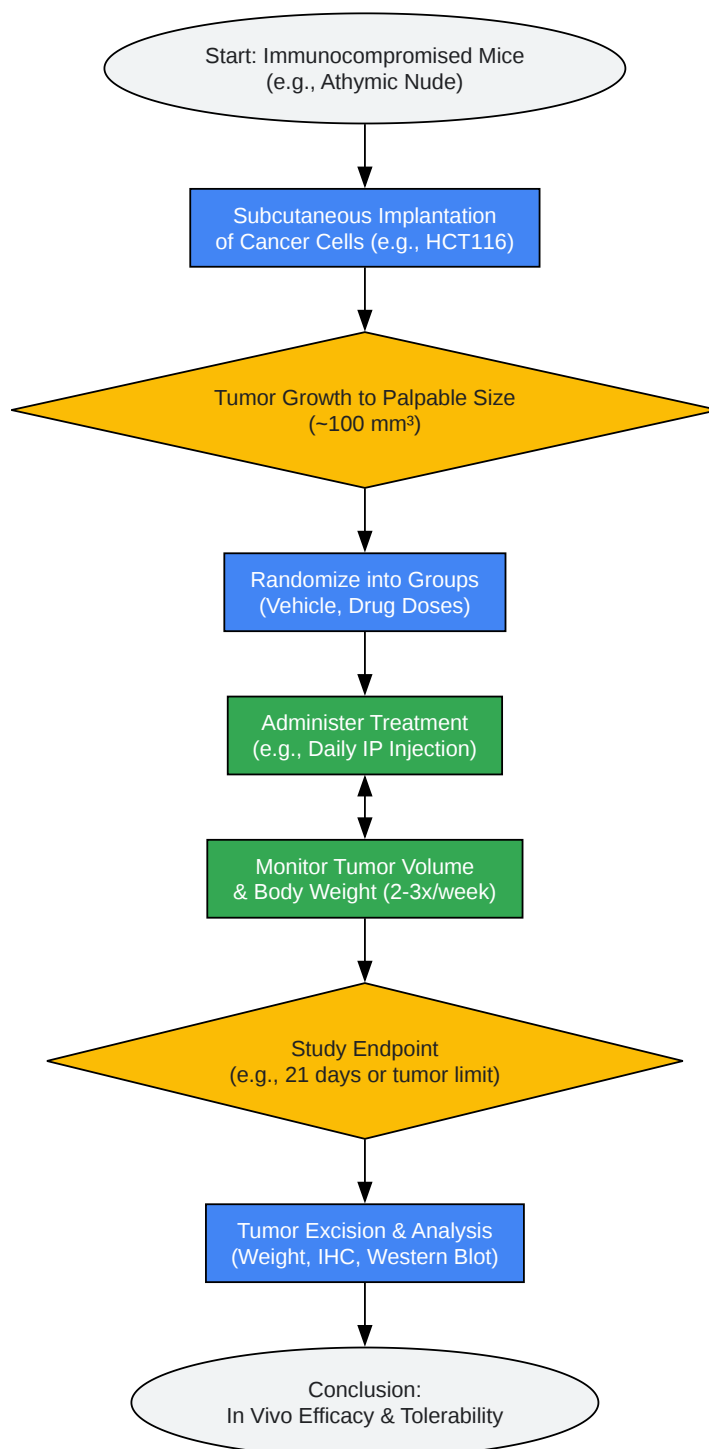 Start: Immunocompromised Mice
(e.g., Athymic Nude)
Subcutaneous Implantation
of Cancer Cells (e.g., HCT116)
Tumor Growth to Palpable Size
(~100 mm³)
Randomize into Groups
(Vehicle, Drug Doses)
Administer Treatment
(e.g., Daily IP Injection)
Monitor Tumor Volume
& Body Weight (2-3x/week)
Study Endpoint
(e.g., 21 days or tumor limit)
Tumor Excision & Analysis
(Weight, IHC, Western Blot)
Conclusion:
In Vivo Efficacy & Tolerability